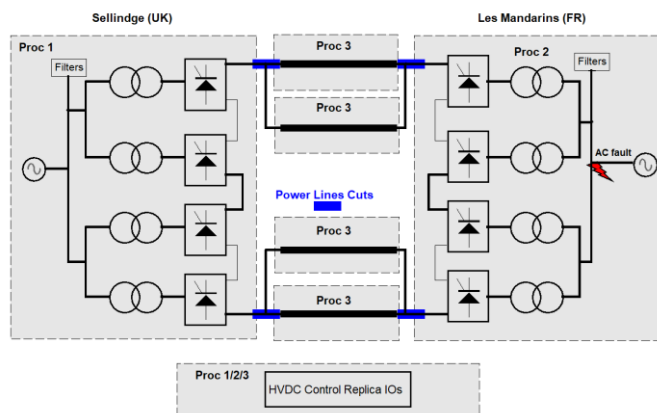 Sellindge (UK)
Les Mandarins (FR)
Proc 1
Filters
Proc 3
Proc 3
Proc 2
Filters
AC fault
Power Lines Cuts
Proc 3
Proc 3
Proc 1/2/3
HVDC Control Replica IOs